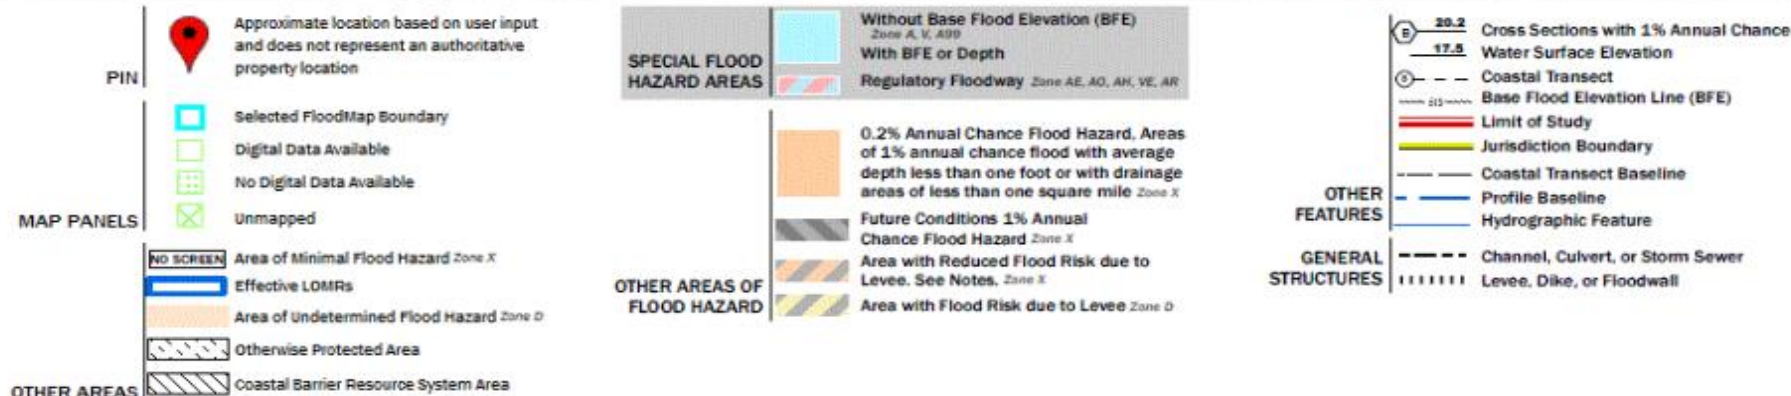 PIN
Approximate location based on user input
and does not represent an authoritative
property location
MAP PANELS
Selected FloodMap Boundary
Digital Data Available
No Digital Data Available
Unmapped
OTHER AREAS
NO SCREEN Area of Minimal Flood Hazard Zone X
Effective LOMRs
Area of Undetermined Flood Hazard Zone D
Otherwise Protected Area
Coastal Barrier Resource System Area
SPECIAL FLOOD
HAZARD AREAS
Without Base Flood Elevation (BFE)
Zone A, V, A99
With BFE or Depth
Regulatory Floodway Zone AE, AO, AH, VE, AR
OTHER AREAS OF
FLOOD HAZARD
0.2% Annual Chance Flood Hazard, Areas
of 1% annual chance flood with average
depth less than one foot or with drainage
areas of less than one square mile Zone X
Future Conditions 1% Annual
Chance Flood Hazard Zone X
Area with Reduced Flood Risk due to
Levee. See Notes. Zone X
Area with Flood Risk due to Levee Zone D
OTHER
FEATURES
B 20.2 Cross Sections with 1% Annual Chance
17.5 Water Surface Elevation
8 Coastal Transect
513 Base Flood Elevation Line (BFE)
Limit of Study
Jurisdiction Boundary
Coastal Transect Baseline
Profile Baseline
Hydrographic Feature
GENERAL
STRUCTURES
Channel, Culvert, or Storm Sewer
Levee, Dike, or Floodwall